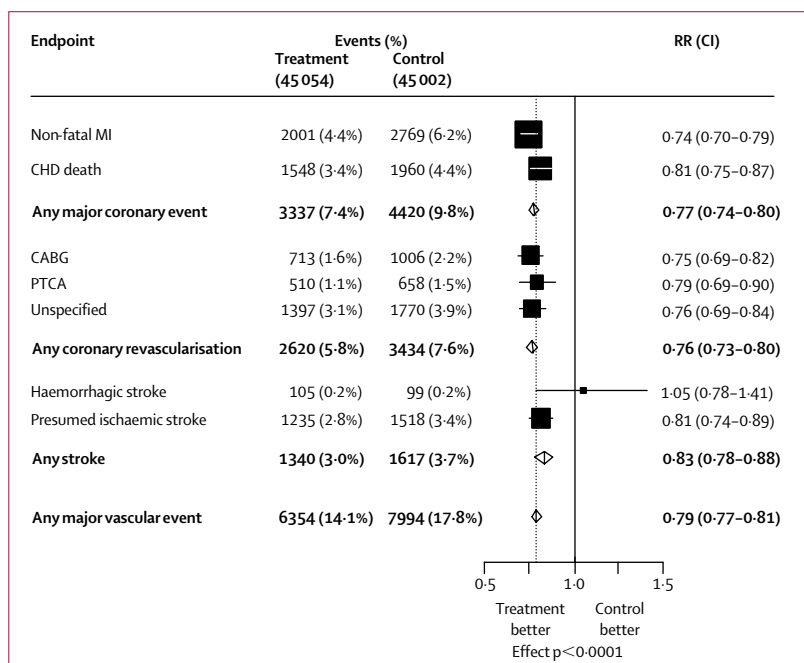 Endpoint Events (%) RR (CI)
Treatment Control
(45 054) (45 002)
Non-fatal MI 2001 (4·4%) 2769 (6·2%) 0·74 (0·70–0·79)
CHD death 1548 (3·4%) 1960 (4·4%) 0·81 (0·75–0·87)
Any major coronary event 3337 (7·4%) 4420 (9·8%) 0·77 (0·74–0·80)
CABG 713 (1·6%) 1006 (2·2%) 0·75 (0·69–0·82)
PTCA 510 (1·1%) 658 (1·5%) 0·79 (0·69–0·90)
Unspecified 1397 (3·1%) 1770 (3·9%) 0·76 (0·69–0·84)
Any coronary revascularisation 2620 (5·8%) 3434 (7·6%) 0·76 (0·73–0·80)
Haemorrhagic stroke 105 (0·2%) 99 (0·2%) 1·05 (0·78–1·41)
Presumed ischaemic stroke 1235 (2·8%) 1518 (3·4%) 0·81 (0·74–0·89)
Any stroke 1340 (3·0%) 1617 (3·7%) 0·83 (0·78–0·88)
Any major vascular event 6354 (14·1%) 7994 (17·8%) 0·79 (0·77–0·81)
0·5 1·0 1·5
Treatment Control
better better
Effect p<0·0001